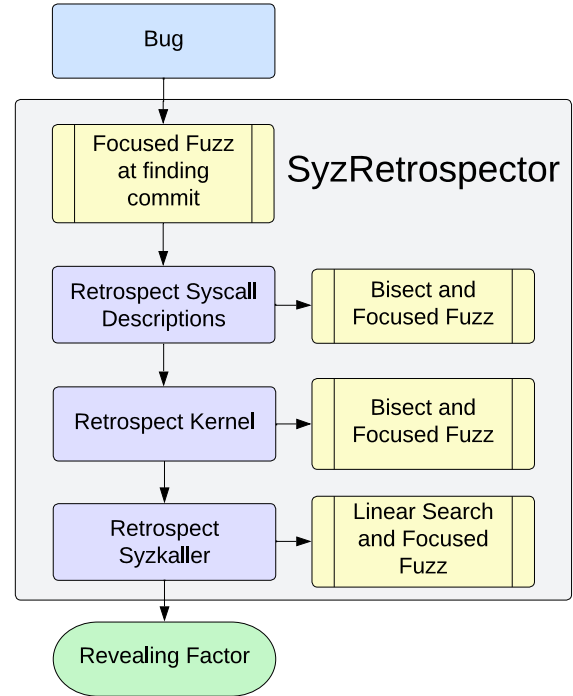 Bug
Focused Fuzz
at finding
commit
SyzRetrospector
Retrospect Syscall
Descriptions
Bisect and
Focused Fuzz
Retrospect Kernel
Bisect and
Focused Fuzz
Retrospect
Syzkaller
Linear Search
and Focused
Fuzz
Revealing Factor